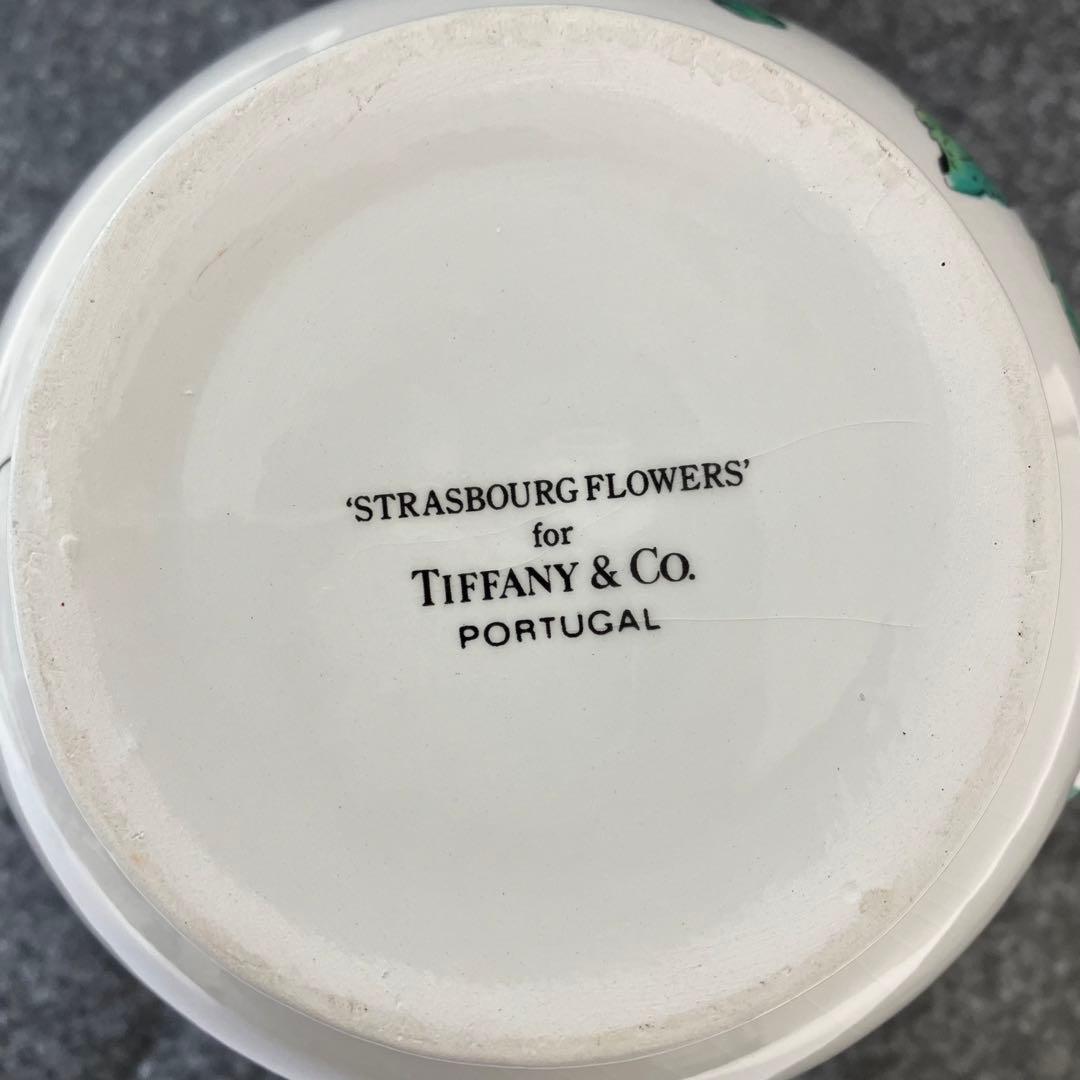 ‘STRASBOURG FLOWERS’
for
TIFFANY & CO.
PORTUGAL